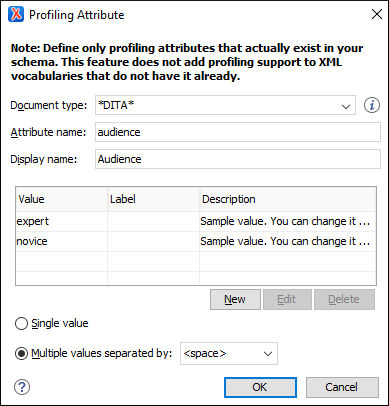 Profiling Attribute
Note: Define only profiling attributes that actually exist in your
schema. This feature does not add profiling support to XML
vocabularies that do not have it already.
Document type: *DITA*
Attribute name: audience
Display name: Audience
Value Label Description
expert Sample value. You can change it ...
novice Sample value. You can change it ...
New Edit Delete
Single value
Multiple values separated by: <space>
OK Cancel